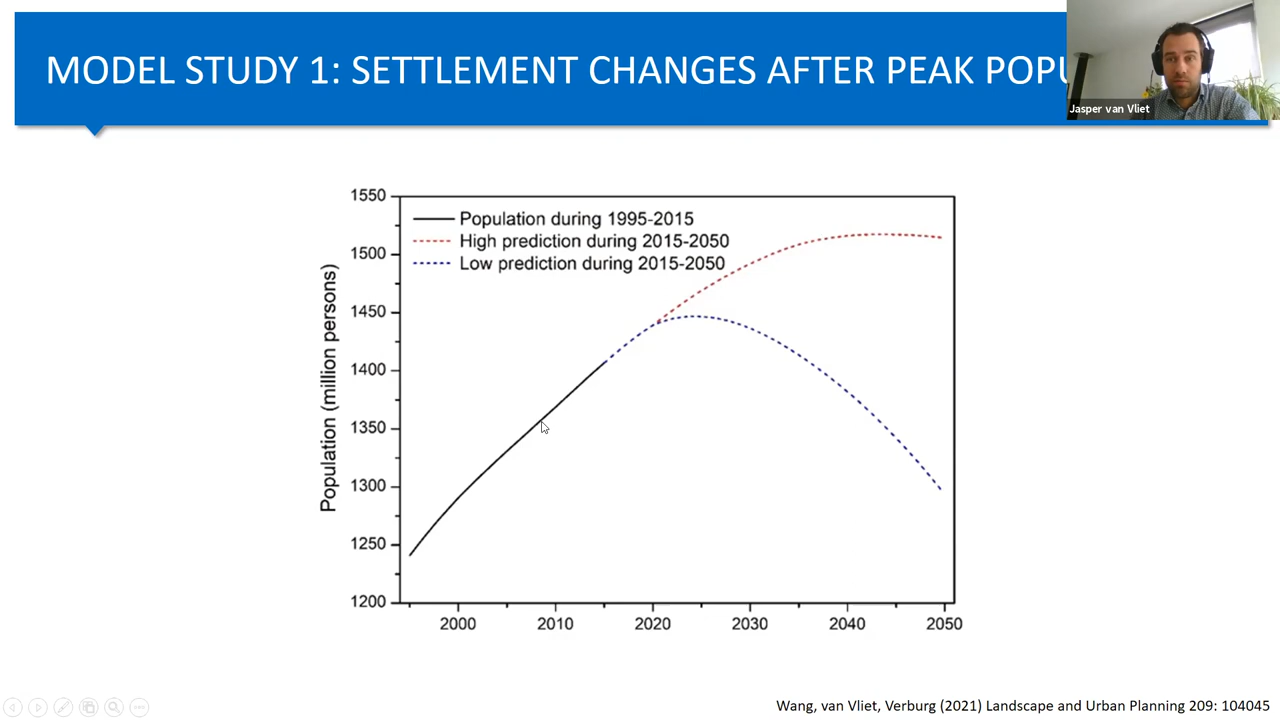 MODEL STUDY 1: SETTLEMENT CHANGES AFTER PEAK POPU
Jasper van Vliet
1550
1500
1450
1400
1350
1300
1250
1200
Population (million persons)
Population during 1995-2015
High prediction during 2015-2050
Low prediction during 2015-2050
2000 2010 2020 2030 2040 2050
Wang, van Vliet, Verburg (2021) Landscape and Urban Planning 209: 104045